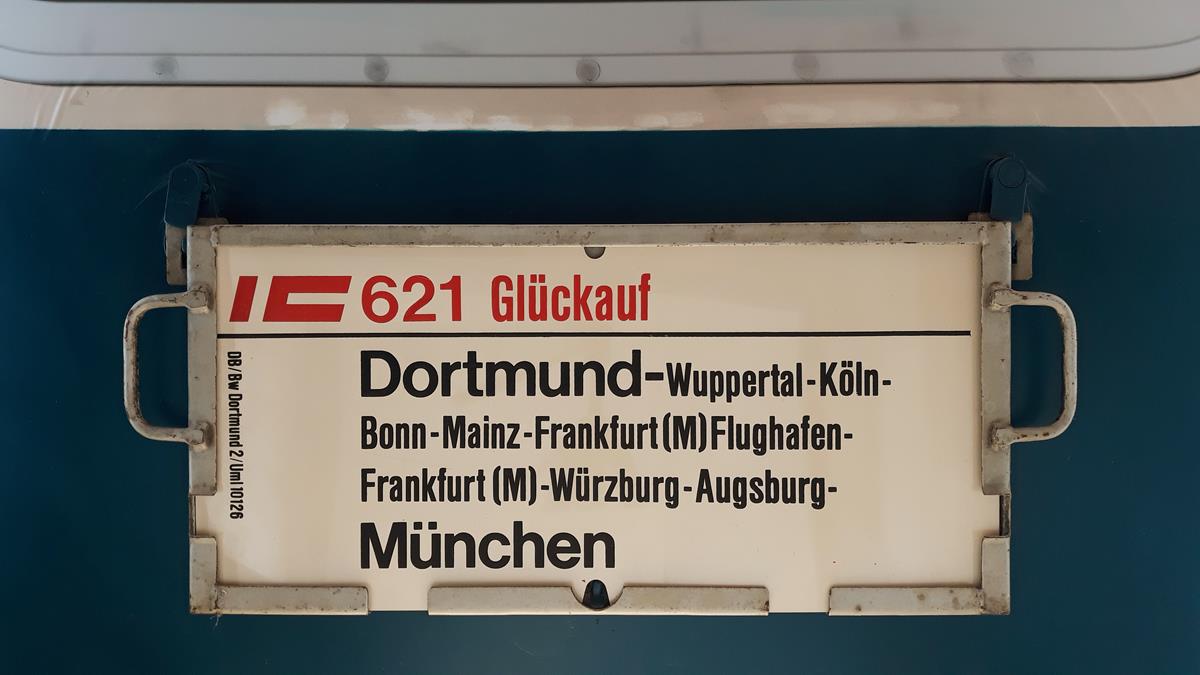 IC 621 Glückauf
DB/Bw Dortmund 2/Uml 10126
Dortmund-Wuppertal-Köln-
Bonn-Mainz-Frankfurt(M)Flughafen-
Frankfurt(M)-Würzburg-Augsburg-
München